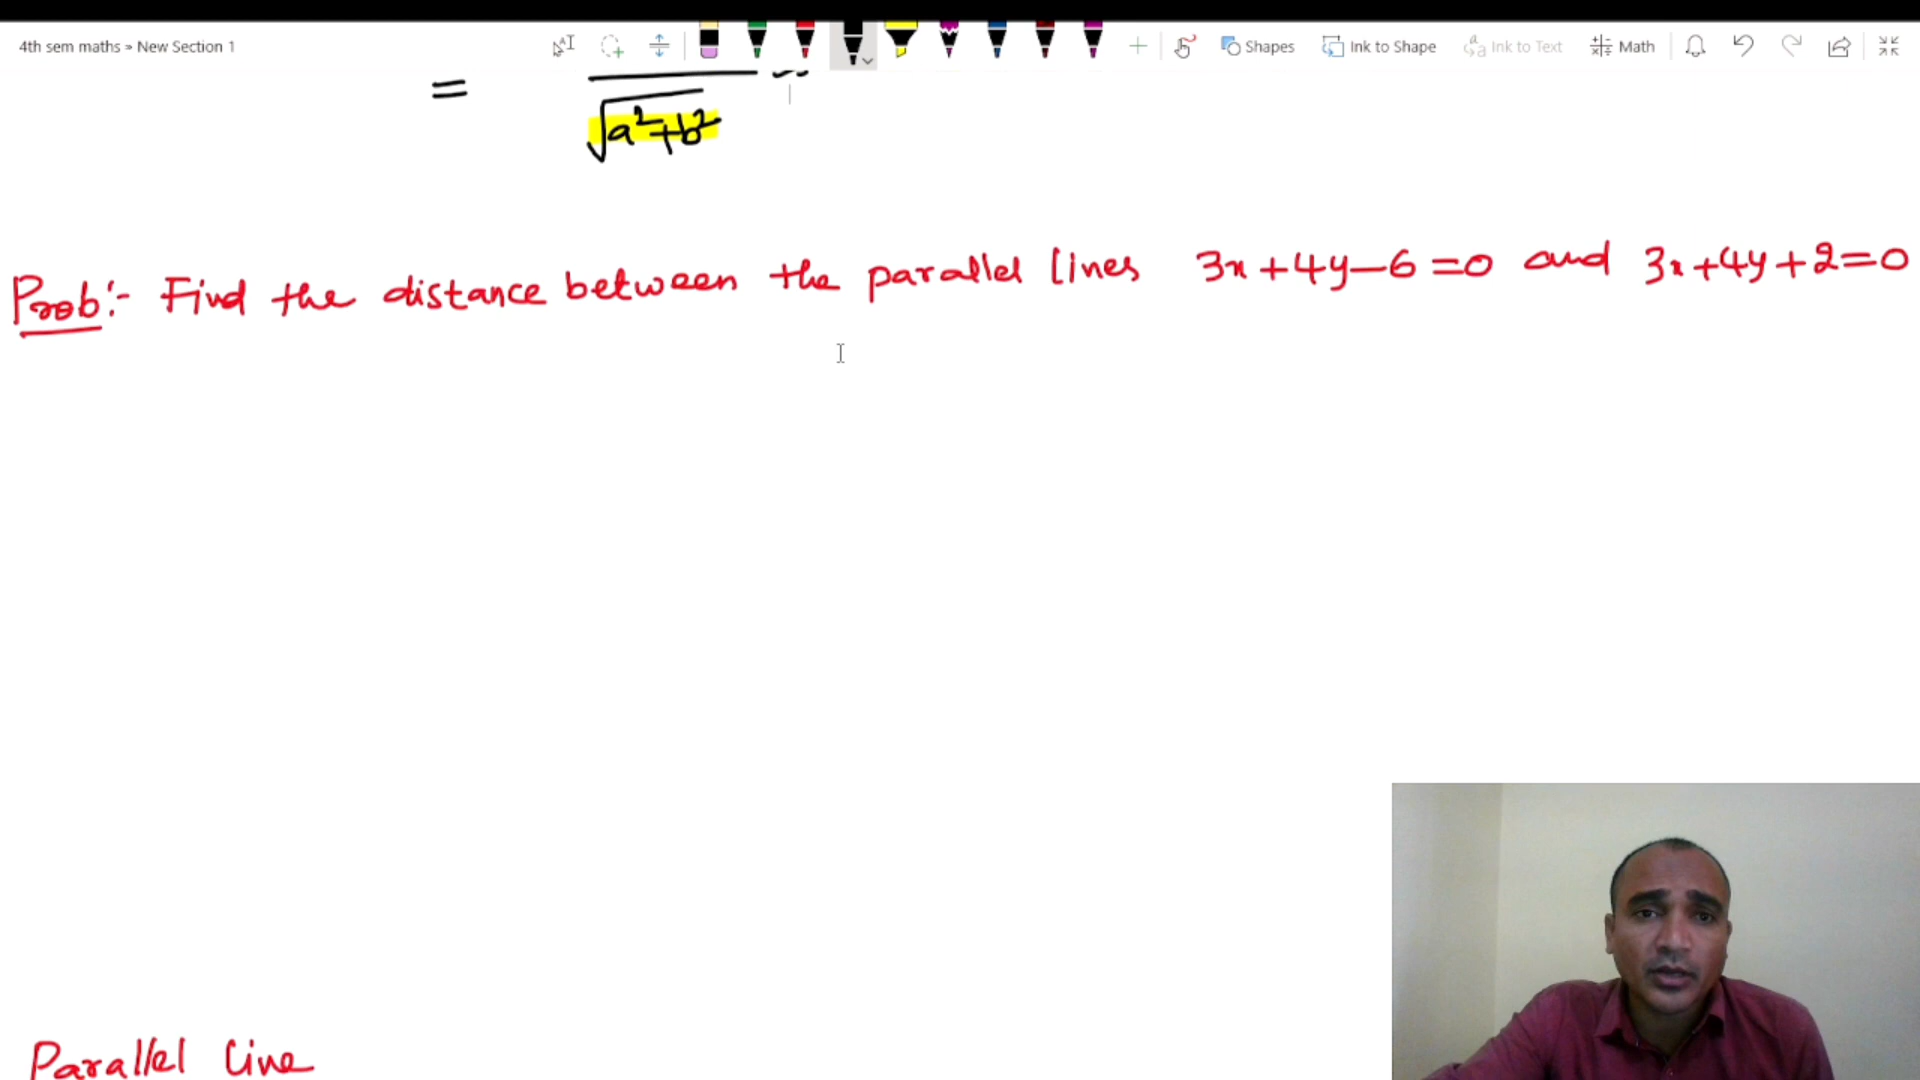 4th sem maths » New Section 1
Shapes
Ink to Shape
Ink to Text
Math
=
√a²+b²
Prob:- Find the distance between the parallel lines 3x+4y-6=0 and 3x+4y+2=0
Parallel line